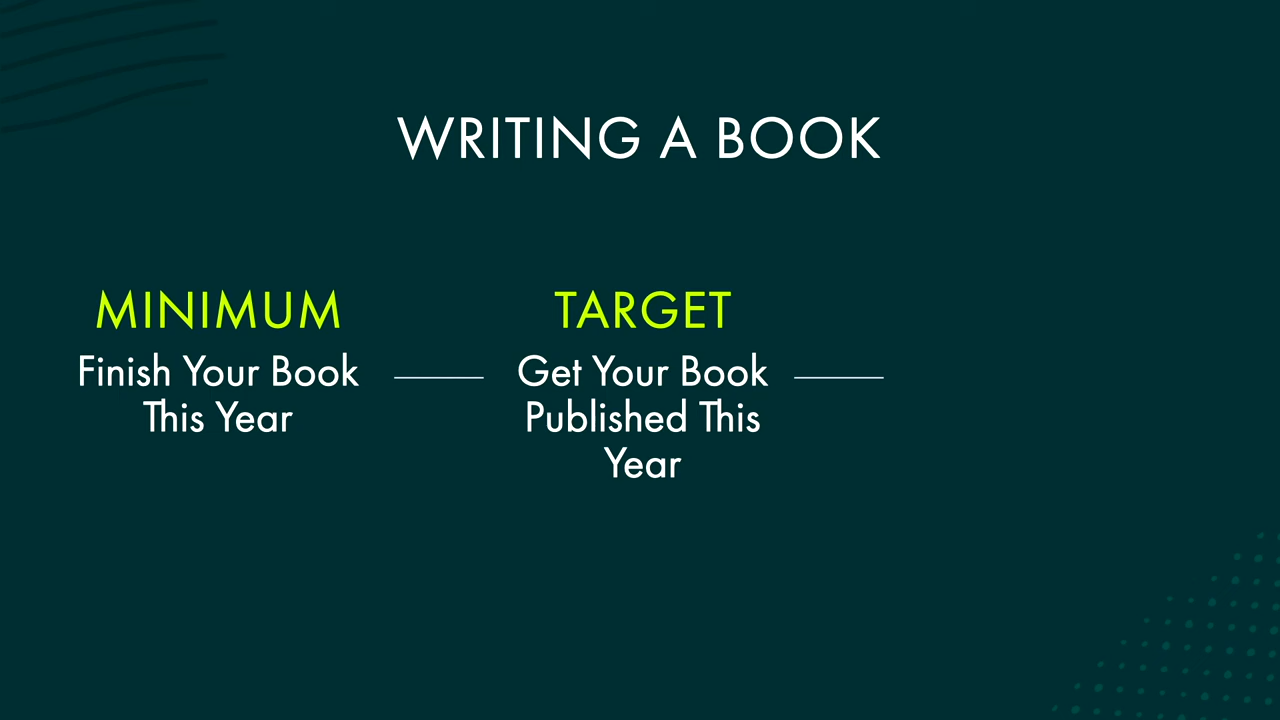 WRITING A BOOK
MINIMUM
Finish Your Book
This Year
TARGET
Get Your Book
Published This
Year